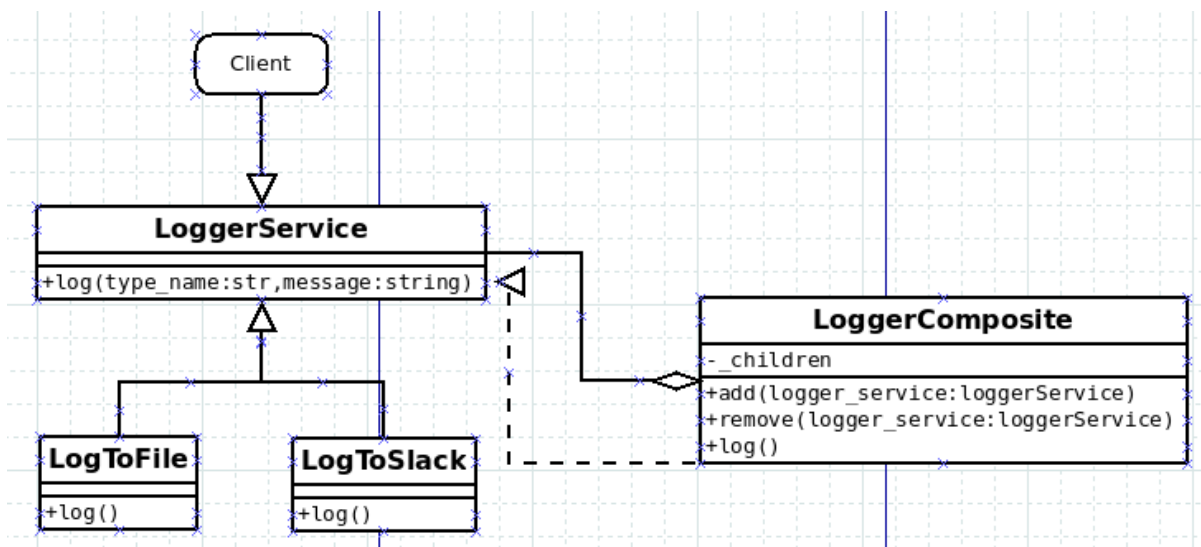 Client
LoggerService
+log(type_name:str,message:string)
LoggerComposite
-_children
+add(logger_service:loggerService)
+remove(logger_service:loggerService)
+log()
LogToFile
+log()
LogToSlack
+log()